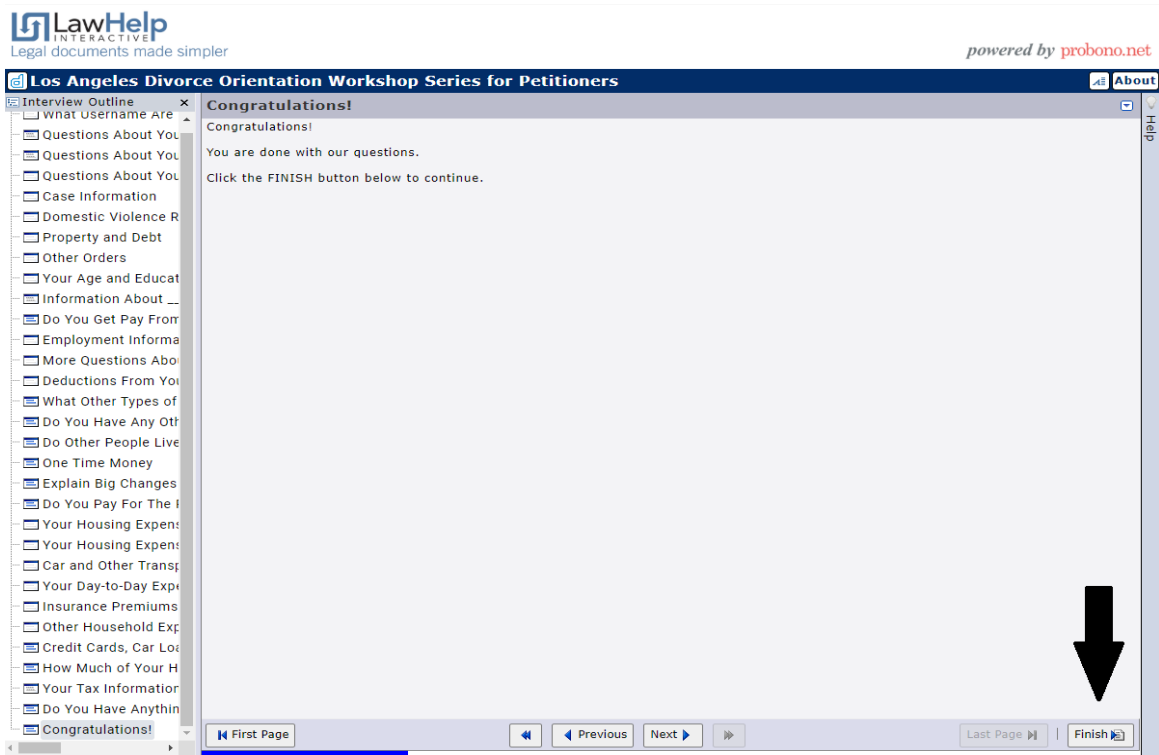 LawHelp
INTERACTIVE
Legal documents made simpler
powered by probono.net
Los Angeles Divorce Orientation Workshop Series for Petitioners
About
Interview Outline
What Username Are
Questions About You
Questions About You
Questions About You
Case Information
Domestic Violence R
Property and Debt
Other Orders
Your Age and Educat
Information About __
Do You Get Pay From
Employment Informa
More Questions Abo
Deductions From You
What Other Types of
Do You Have Any Oth
Do Other People Live
One Time Money
Explain Big Changes
Do You Pay For The
Your Housing Expens
Your Housing Expens
Car and Other Transp
Your Day-to-Day Expe
Insurance Premiums
Other Household Exp
Credit Cards, Car Loa
How Much of Your H
Your Tax Information
Do You Have Anythin
Congratulations!
Congratulations!
Congratulations!
You are done with our questions.
Click the FINISH button below to continue.
Help
First Page
Previous
Next
Last Page
Finish